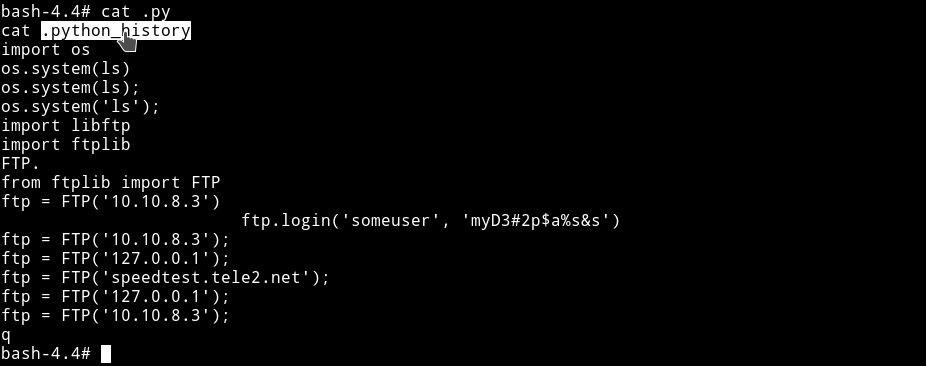 bash-4.4# cat .py
cat .python_history
import os
os.system(ls)
os.system(ls);
os.system('ls');
import libftp
import ftplib
FTP.
from ftplib import FTP
ftp = FTP('10.10.8.3')
ftp.login('someuser', 'myD3#2p$a%s&s')
ftp = FTP('10.10.8.3');
ftp = FTP('127.0.0.1');
ftp = FTP('speedtest.tele2.net');
ftp = FTP('127.0.0.1');
ftp = FTP('10.10.8.3');
q
bash-4.4#